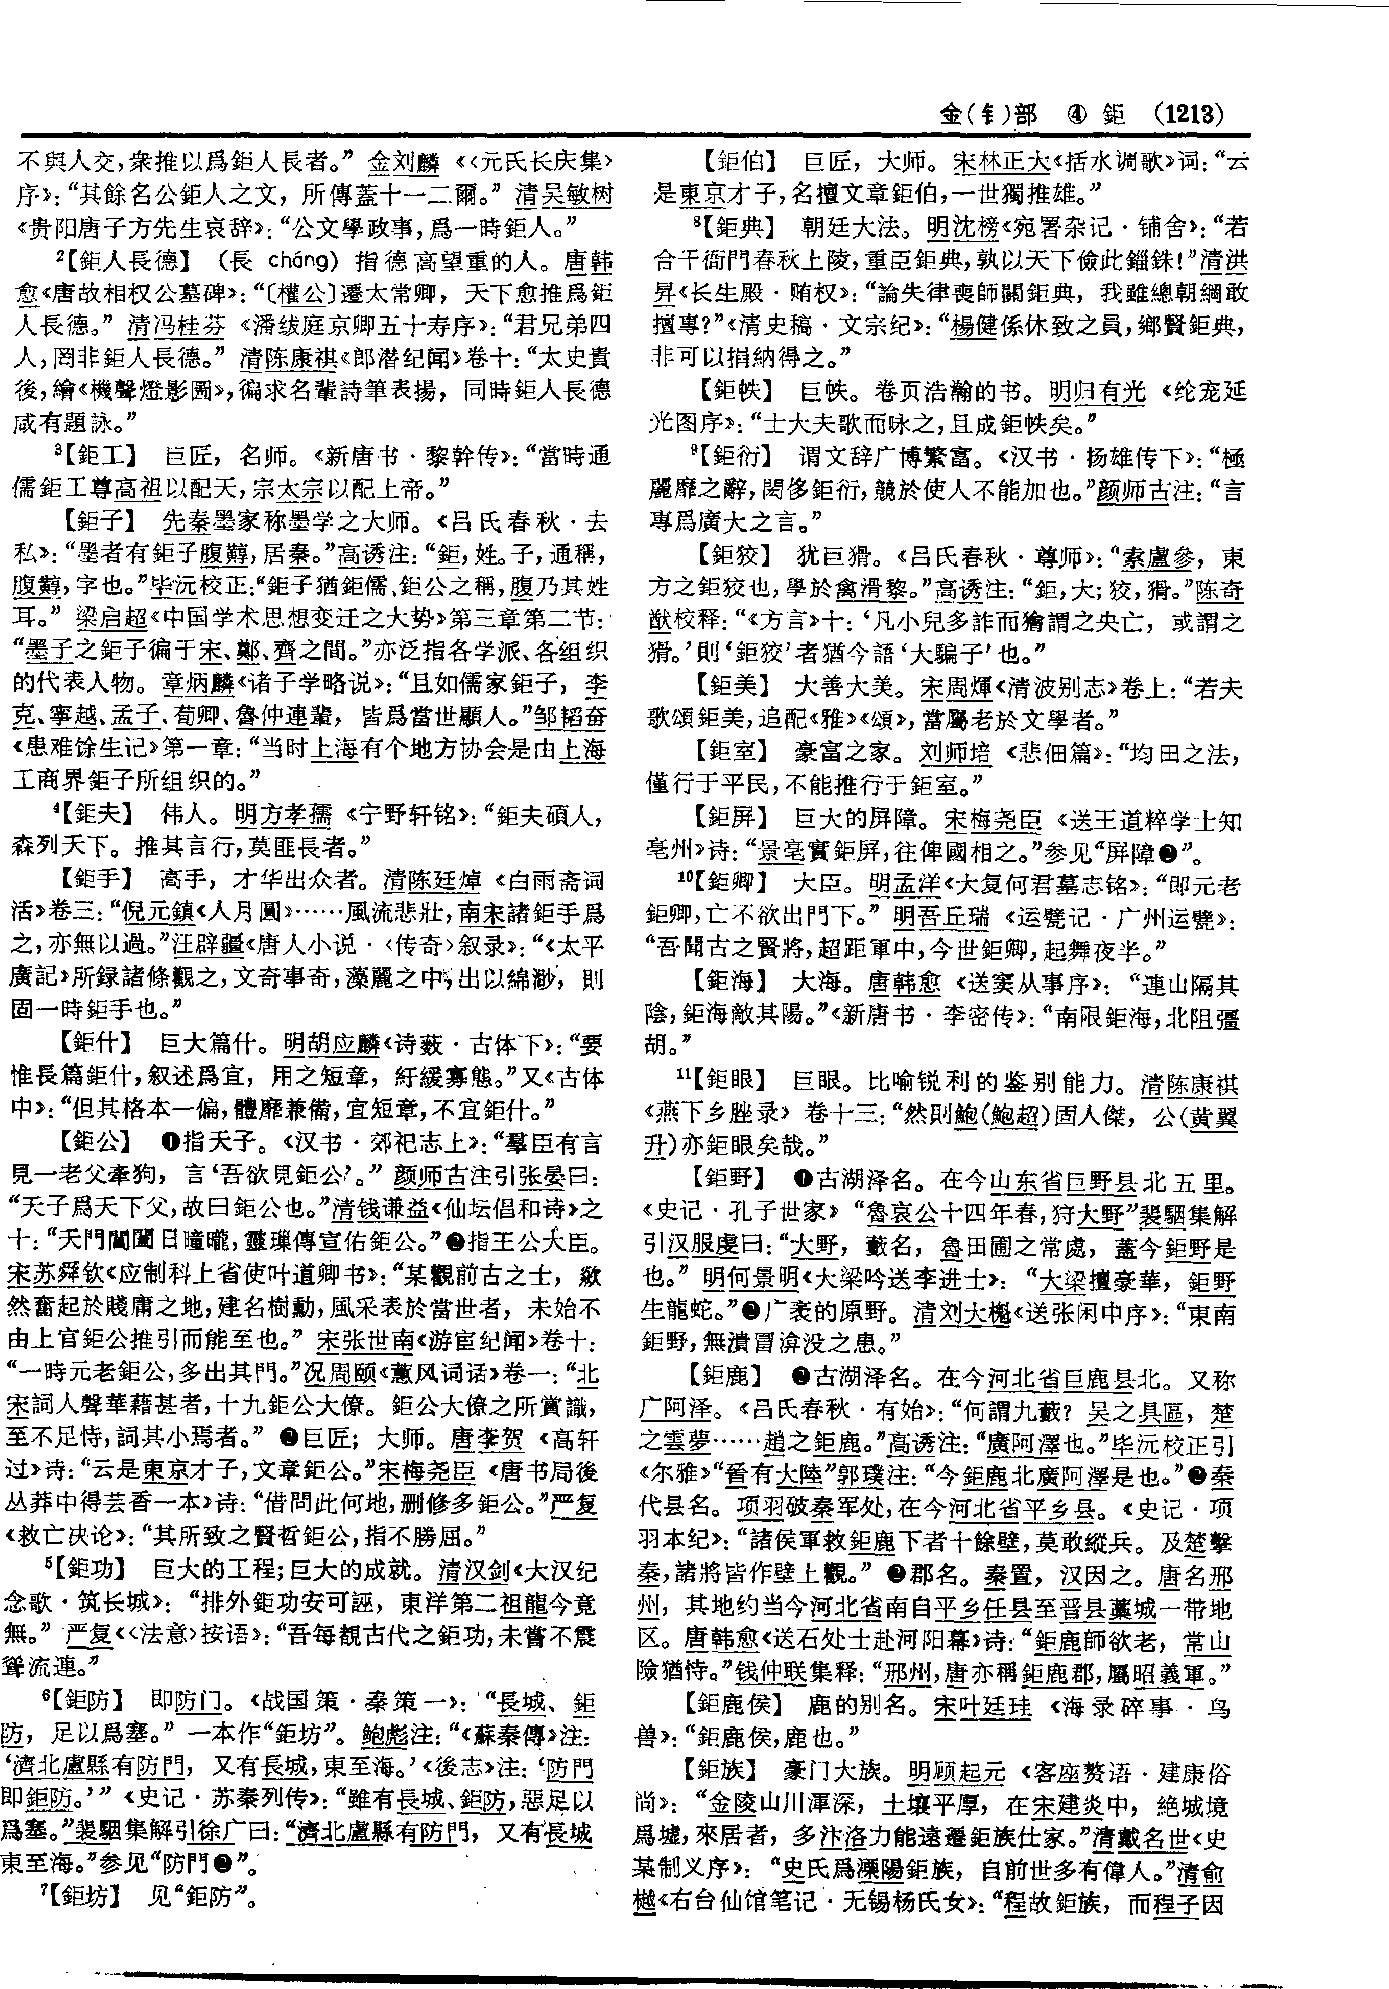 金(钅)部　④　鉅　(1213)
不與人交，衆推以爲鉅人長者。” 金刘麟《〈元氏长庆集〉
序》：“其餘名公鉅人之文，所傳蓋十一二爾。” 清吴敏树
《贵阳唐子方先生哀辞》：“公文學政事，爲一時鉅人。”
2【鉅人長德】 （長 cháng）指德高望重的人。唐韩
愈《唐故相权公墓碑》：“〔權公〕遷太常卿，天下愈推爲鉅
人長德。” 清冯桂芬《潘绂庭京卿五十寿序》：“君兄弟四
人，罔非鉅人長德。” 清陈康祺《郎潜纪闻》卷十：“太史貴
後，繪《機聲燈影圖》，徧求名輩詩筆表揚，同時鉅人長德
咸有題詠。”
3【鉅工】 巨匠，名师。《新唐书·黎幹传》：“當時通
儒鉅工尊高祖以配天，宗太宗以配上帝。”
【鉅子】 先秦墨家称墨学之大师。《吕氏春秋·去
私》：“墨者有鉅子腹䵍，居秦。”高诱注：“鉅，姓。子，通稱，
腹䵍，字也。”毕沅校正：“鉅子猶鉅儒、鉅公之稱，腹乃其姓
耳。” 梁启超《中国学术思想变迁之大势》第三章第二节：
“墨子之鉅子徧于宋、鄭、齊之間。”亦泛指各学派、各组织
的代表人物。章炳麟《诸子学略说》：“且如儒家鉅子，李
克、寧越、孟子、荀卿、魯仲連輩，皆爲當世顯人。”邹韬奋
《患难馀生记》第一章：“当时上海有个地方协会是由上海
工商界鉅子所组织的。”
4【鉅夫】 伟人。明方孝孺《宁野轩铭》：“鉅夫碩人，
森列天下。推其言行，莫匪長者。”
【鉅手】 高手，才华出众者。清陈廷焯《白雨斋词
活》卷三：“倪元鎮《人月圓》……風流悲壯，南宋諸鉅手爲
之，亦無以過。”汪辟疆《唐人小说·〈传奇〉叙录》：“《太平
廣記》所録諸條觀之，文奇事奇，藻麗之中，出以綿渺，則
固一時鉅手也。”
【鉅什】 巨大篇什。明胡应麟《诗薮·古体下》：“要
惟長篇鉅什，叙述爲宜，用之短章，紆緩寡態。”又《古体
中》：“但其格本一偏，體靡兼備，宜短章，不宜鉅什。”
【鉅公】 ❶指天子。《汉书·郊祀志上》：“羣臣有言
見一老父牽狗，言‘吾欲見鉅公’。” 颜师古注引张晏曰：
“天子爲天下父，故曰鉅公也。”清钱谦益《仙坛倡和诗》之
十：“天門閶闔日曈曨，靈璅傳宣佑鉅公。”❷指王公大臣。
宋苏舜钦《应制科上省使叶道卿书》：“某觀前古之士，歘
然奮起於賤庸之地，建名樹勳，風采表於當世者，未始不
由上官鉅公推引而能至也。” 宋张世南《游宦纪闻》卷十：
“一時元老鉅公，多出其門。”况周颐《蕙风词话》卷一：“北
宋詞人聲華藉甚者，十九鉅公大僚。鉅公大僚之所賞識，
至不足恃，詞其小焉者。” ❸巨匠；大师。唐李贺《高轩
过》诗：“云是東京才子，文章鉅公。”宋梅尧臣《唐书局後
丛莽中得芸香一本》诗：“借問此何地，删修多鉅公。”严复
《救亡决论》：“其所致之賢哲鉅公，指不勝屈。”
5【鉅功】 巨大的工程；巨大的成就。清汉剑《大汉纪
念歌·筑长城》：“排外鉅功安可誣，東洋第二祖龍今竟
無。” 严复《〈法意〉按语》：“吾每覩古代之鉅功，未嘗不震
聳流連。”
6【鉅防】 即防门。《战国策·秦策一》：“長城、鉅
防，足以爲塞。” 一本作“鉅坊”。鲍彪注：“《蘇秦傳》注：
‘濟北盧縣有防門，又有長城，東至海。’《後志》注：‘防門
即鉅防。’” 《史记·苏秦列传》：“雖有長城、鉅防，惡足以
爲塞。”裴駰集解引徐广曰：“濟北盧縣有防門，又有長城
東至海。”参见“防門❷”。
7【鉅坊】 见“鉅防”。
【鉅伯】 巨匠，大师。宋林正大《括水调歌》词：“云
是東京才子，名擅文章鉅伯，一世獨推雄。”
8【鉅典】 朝廷大法。明沈榜《宛署杂记·铺舍》：“若
合干衙門春秋上陵，重臣鉅典，孰以天下儉此錙銖！”清洪
昇《长生殿·贿权》：“論失律喪師關鉅典，我雖總朝綱敢
擅專？”《清史稿·文宗纪》：“楊健係休致之員，鄉賢鉅典，
非可以捐納得之。”
【鉅帙】 巨帙。卷页浩瀚的书。明归有光《纶宠延
光图序》：“士大夫歌而咏之，且成鉅帙矣。”
9【鉅衍】 谓文辞广博繁富。《汉书·扬雄传下》：“極
麗靡之辭，閎侈鉅衍，競於使人不能加也。”颜师古注：“言
專爲廣大之言。”
【鉅狡】 犹巨猾。《吕氏春秋·尊师》：“索盧參，東
方之鉅狡也，學於禽滑黎。”高诱注：“鉅，大；狡，猾。”陈奇
猷校释：“《方言》十：‘凡小兒多詐而獪謂之央亡，或謂之
猾。’則‘鉅狡’者猶今語‘大騙子’也。”
【鉅美】 大善大美。宋周煇《清波别志》卷上：“若夫
歌頌鉅美，追配《雅》《頌》，當屬老於文學者。”
【鉅室】 豪富之家。刘师培《悲佃篇》：“均田之法，
僅行于平民，不能推行于鉅室。”
【鉅屏】 巨大的屏障。宋梅尧臣《送王道粹学士知
亳州》诗：“景亳實鉅屏，往俾國相之。”参见“屏障❷”。
10【鉅卿】 大臣。明孟洋《大复何君墓志铭》：“即元老
鉅卿，亡不欲出門下。” 明吾丘瑞《运甓记·广州运甓》：
“吾聞古之賢將，超距軍中，今世鉅卿，起舞夜半。”
【鉅海】 大海。唐韩愈《送窦从事序》：“連山隔其
陰，鉅海敵其陽。”《新唐书·李密传》：“南限鉅海，北阻彊
胡。”
11【鉅眼】 巨眼。比喻锐利的鉴别能力。清陈康祺
《燕下乡脞录》卷十三：“然則鮑（鮑超）固人傑，公（黄翼
升）亦鉅眼矣哉。”
【鉅野】 ❶古湖泽名。在今山东省巨野县北五里。
《史记·孔子世家》“魯哀公十四年春，狩大野”裴駰集解
引汉服虔曰：“大野，藪名，魯田圃之常處，蓋今鉅野是
也。” 明何景明《大梁吟送李进士》：“大梁擅豪華，鉅野
生龍蛇。”❷广袤的原野。清刘大櫆《送张闲中序》：“東南
鉅野，無潰冒渰没之患。”
【鉅鹿】 ❶古湖泽名。在今河北省巨鹿县北。又称
广阿泽。《吕氏春秋·有始》：“何謂九藪？吴之具區，楚
之雲夢……趙之鉅鹿。”高诱注：“廣阿澤也。”毕沅校正引
《尔雅》“晉有大陸”郭璞注：“今鉅鹿北廣阿澤是也。”❷秦
代县名。项羽破秦军处，在今河北省平乡县。《史记·项
羽本纪》：“諸侯軍救鉅鹿下者十餘壁，莫敢縱兵。及楚擊
秦，諸將皆作壁上觀。” ❸郡名。秦置，汉因之。唐名邢
州，其地约当今河北省南自平乡任县至晋县藁城一带地
区。唐韩愈《送石处士赴河阳幕》诗：“鉅鹿師欲老，常山
險猶恃。”钱仲联集释：“邢州，唐亦稱鉅鹿郡，屬昭義軍。”
【鉅鹿侯】 鹿的别名。宋叶廷珪《海录碎事·鸟
兽》：“鉅鹿侯，鹿也。”
【鉅族】 豪门大族。明顾起元《客座赘语·建康俗
尚》：“金陵山川渾深，土壤平厚，在宋建炎中，絶城境
爲墟，來居者，多汴洛力能遠遷鉅族仕家。”清戴名世《史
某制义序》：“史氏爲溧陽鉅族，自前世多有偉人。”清俞
樾《右台仙馆笔记·无锡杨氏女》：“程故鉅族，而程子因